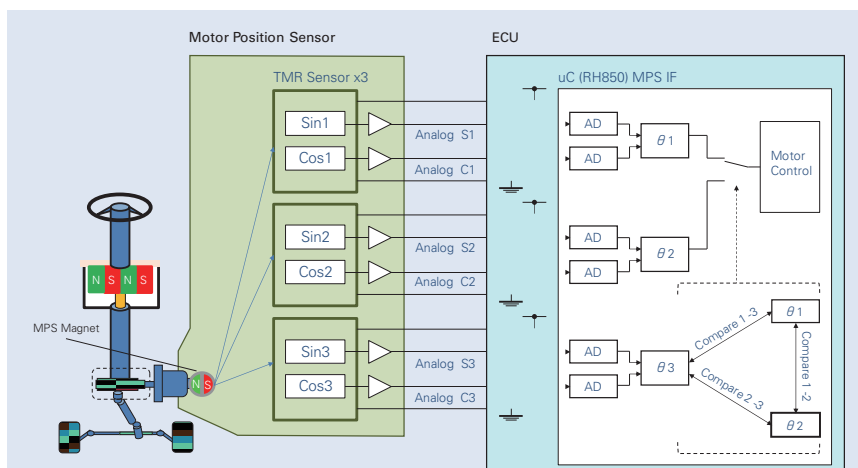 Motor Position Sensor
ECU
TMR Sensor x3
uC (RH850) MPS IF
Sin1
Cos1
Analog S1
Analog C1
AD
AD
θ1
Motor
Control
Sin2
Cos2
Analog S2
Analog C2
AD
AD
θ2
N S N S
MPS Magnet
N S
Sin3
Cos3
Analog S3
Analog C3
AD
AD
θ3
Compare 1-3
θ1
Compare 1-2
Compare 2-3
θ2